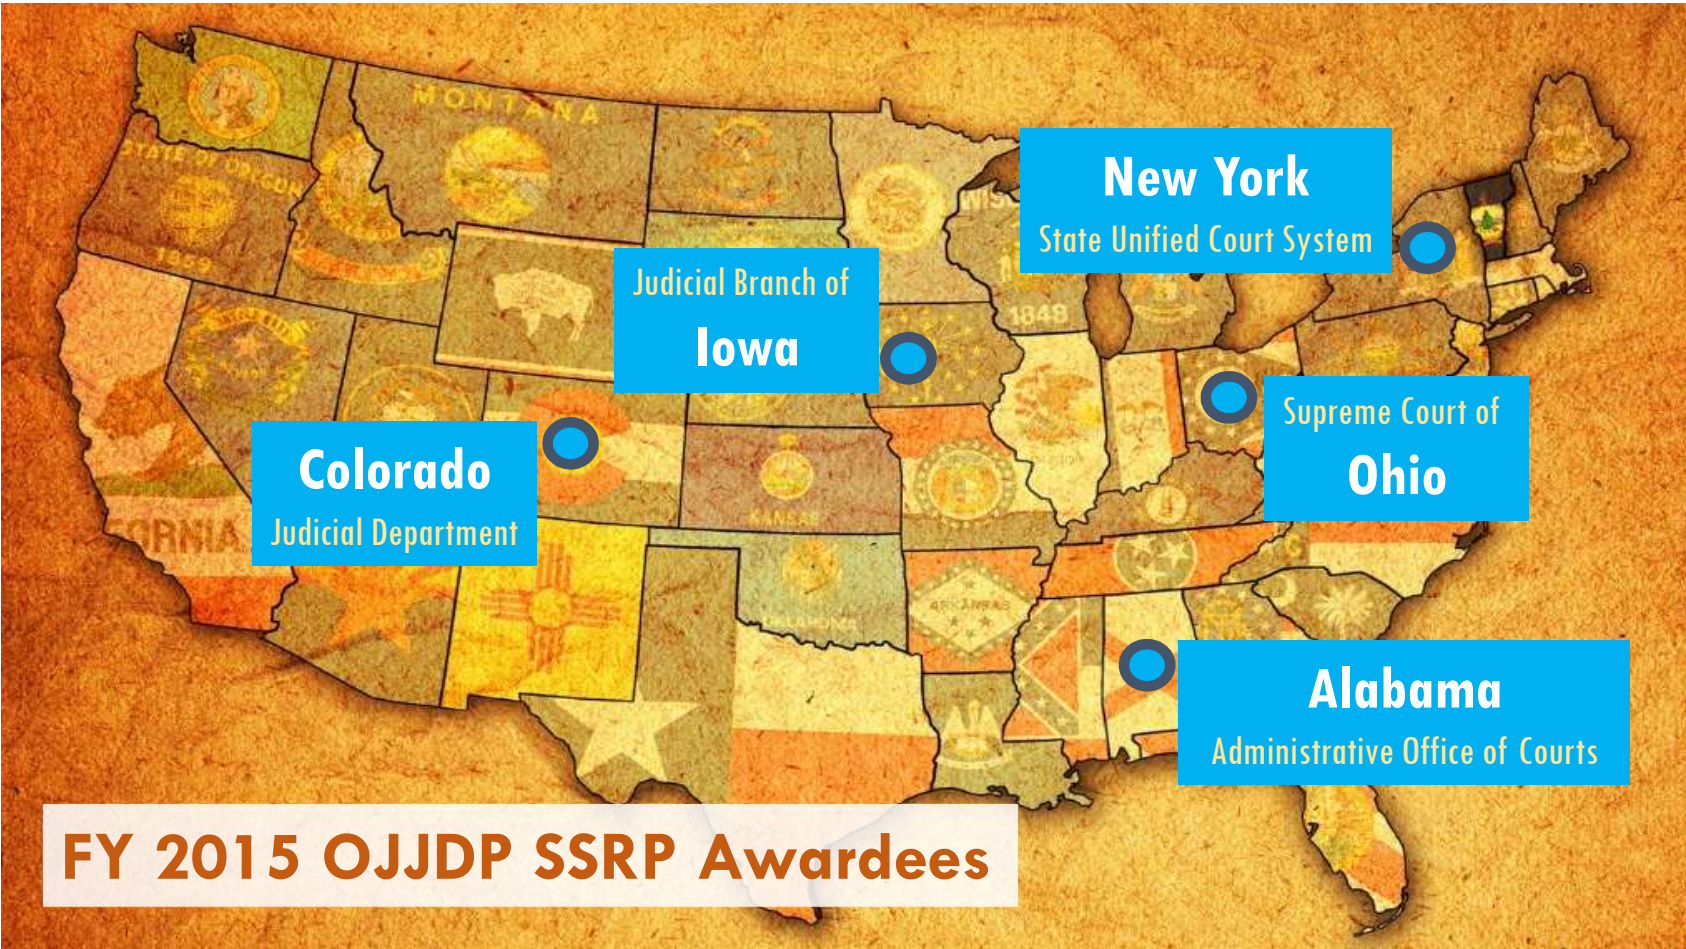 MONTANA
STATE OF OREGON
1859
New York
State Unified Court System
Judicial Branch of
Iowa
1848
Supreme Court of
Ohio
Colorado
Judicial Department
KANSAS
ARKANSAS
OKLAHOMA
Alabama
Administrative Office of Courts
FY 2015 OJJDP SSRP Awardees